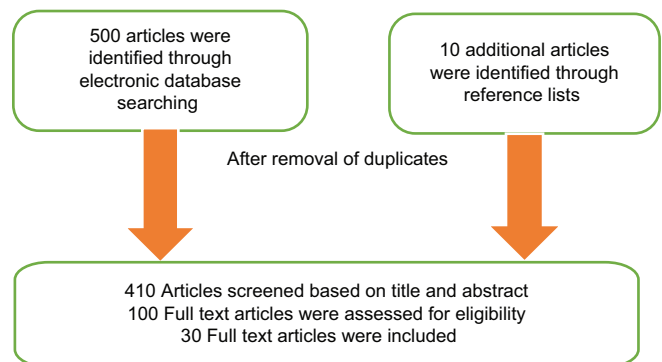 500 articles were
identified through
electronic database
searching
10 additional articles
were identified through
reference lists
After removal of duplicates
410 Articles screened based on title and abstract
100 Full text articles were assessed for eligibility
30 Full text articles were included